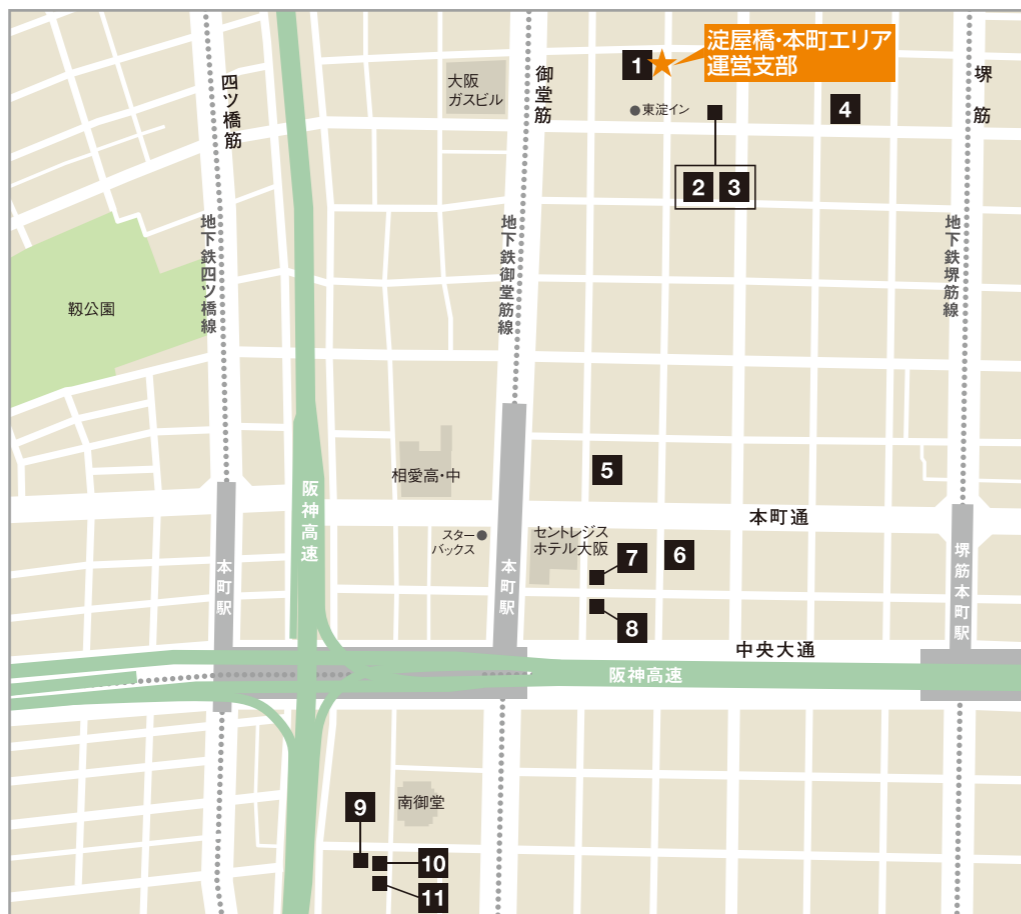 淀屋橋・本町エリア
運営支部
1
四ツ橋筋
大阪
ガスビル
御堂筋
堺筋
東淀イン
4
2 3
地下鉄四ツ橋線
地下鉄御堂筋線
地下鉄堺筋線
靱公園
相愛高・中
5
阪神高速
本町通
スター
バックス
セントレジス
ホテル大阪
7
6
本町駅
本町駅
堺筋本町駅
8
中央大通
阪神高速
9
南御堂
10
11